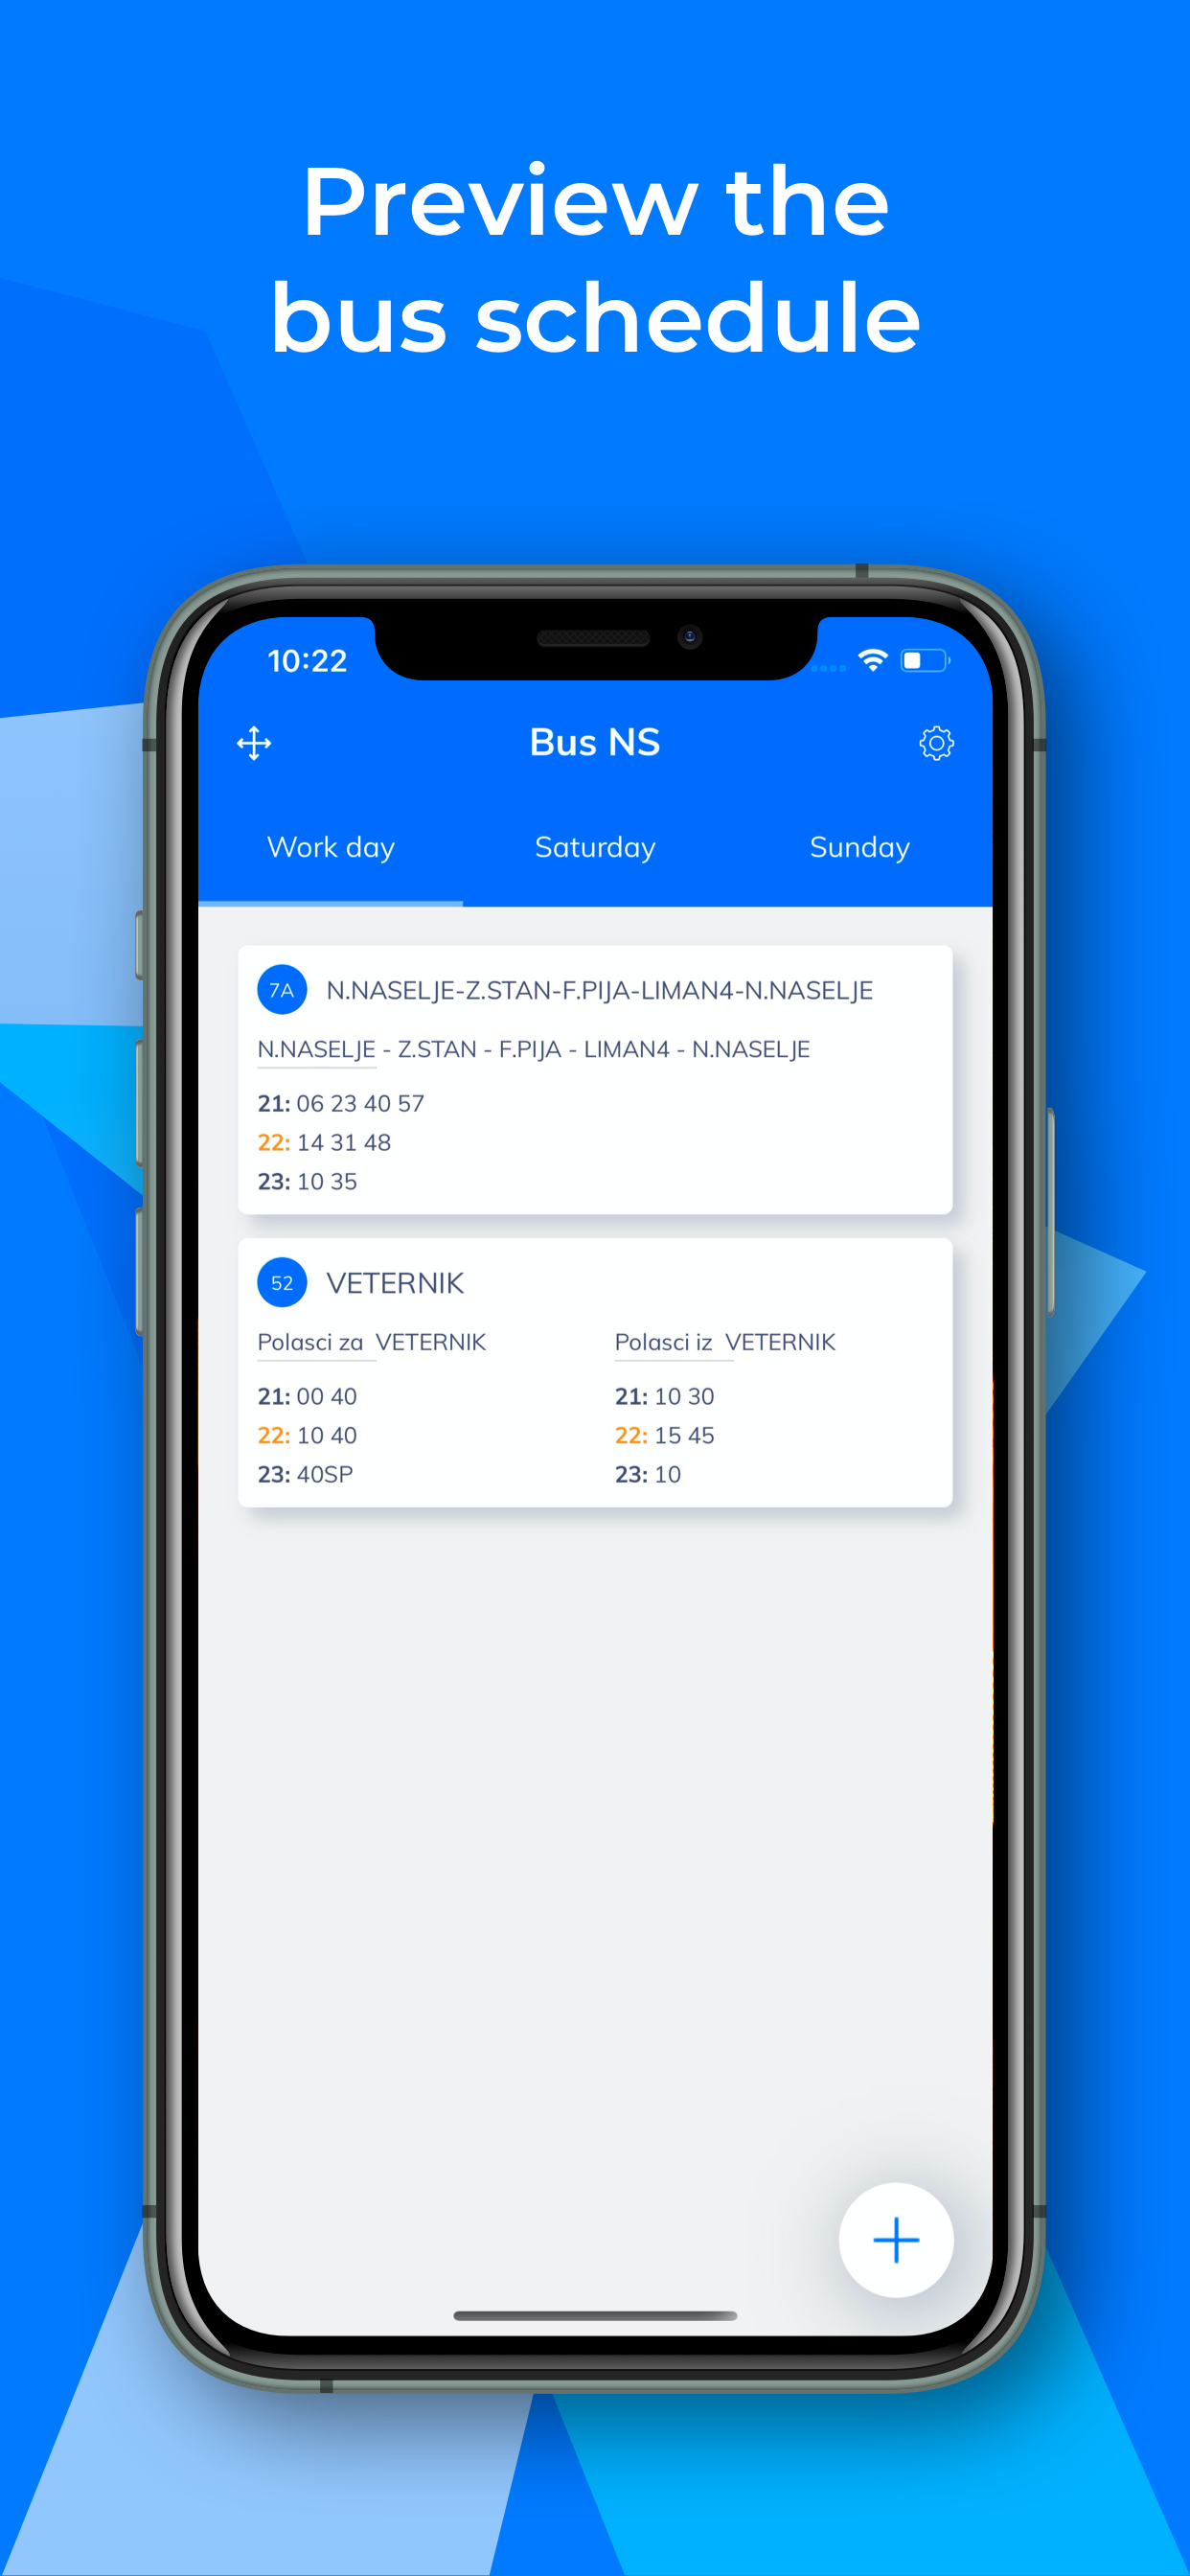 Preview the
bus schedule
10:22
Bus NS
Work day Saturday Sunday
7A N.NASELJE-Z.STAN-F.PIJA-LIMAN4-N.NASELJE
N.NASELJE - Z.STAN - F.PIJA - LIMAN4 - N.NASELJE
21: 06 23 40 57
22: 14 31 48
23: 10 35
52 VETERNIK
Polasci za VETERNIK
21: 00 40
22: 10 40
23: 40SP
Polasci iz VETERNIK
21: 10 30
22: 15 45
23: 10